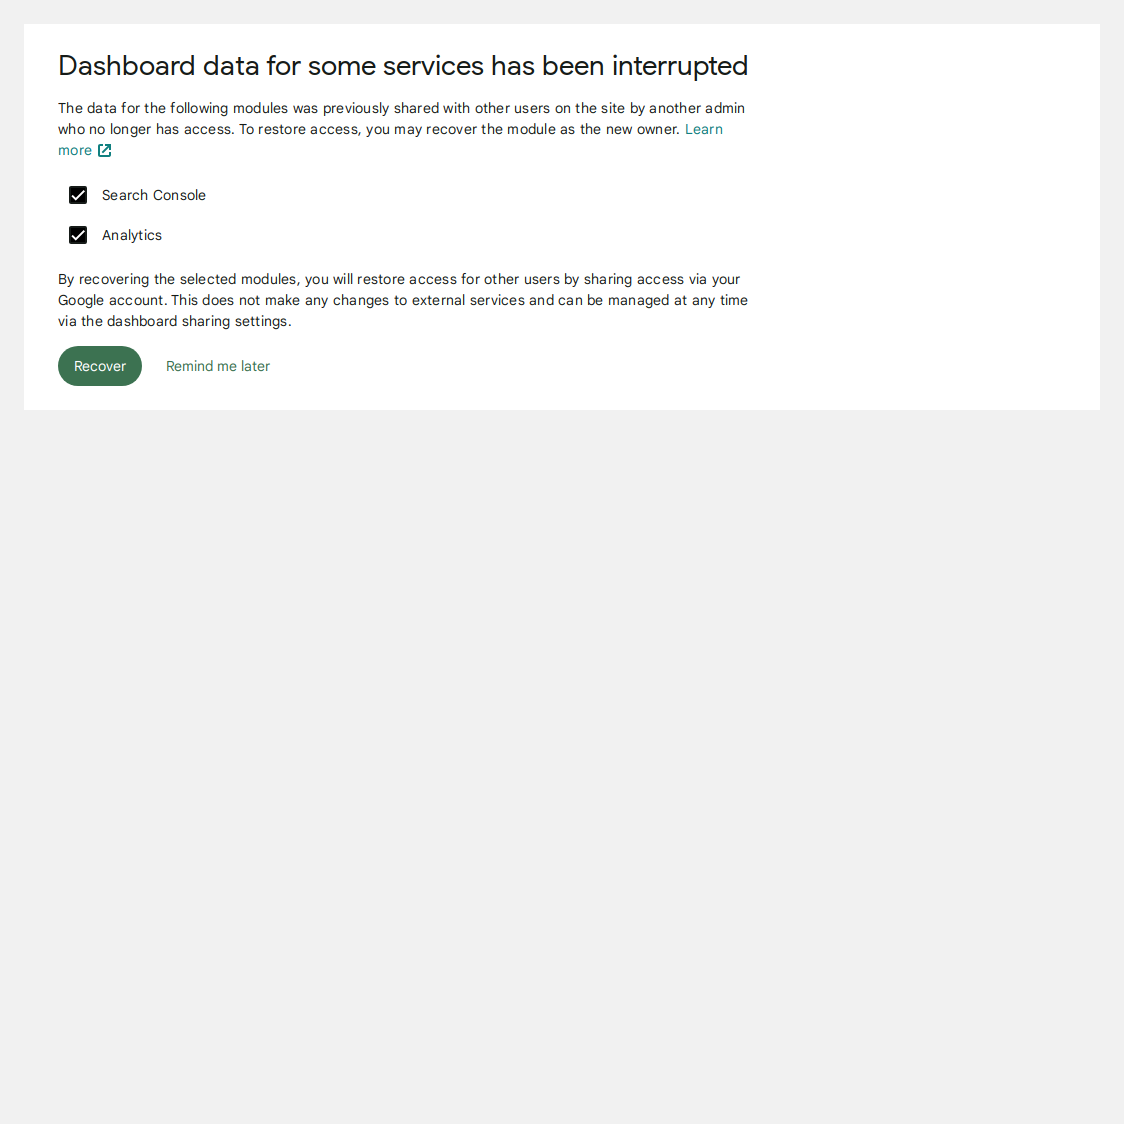 Dashboard data for some services has been interrupted
The data for the following modules was previously shared with other users on the site by another admin
who no longer has access. To restore access, you may recover the module as the new owner. Learn
more
Search Console
Analytics
By recovering the selected modules, you will restore access for other users by sharing access via your
Google account. This does not make any changes to external services and can be managed at any time
via the dashboard sharing settings.
Recover
Remind me later